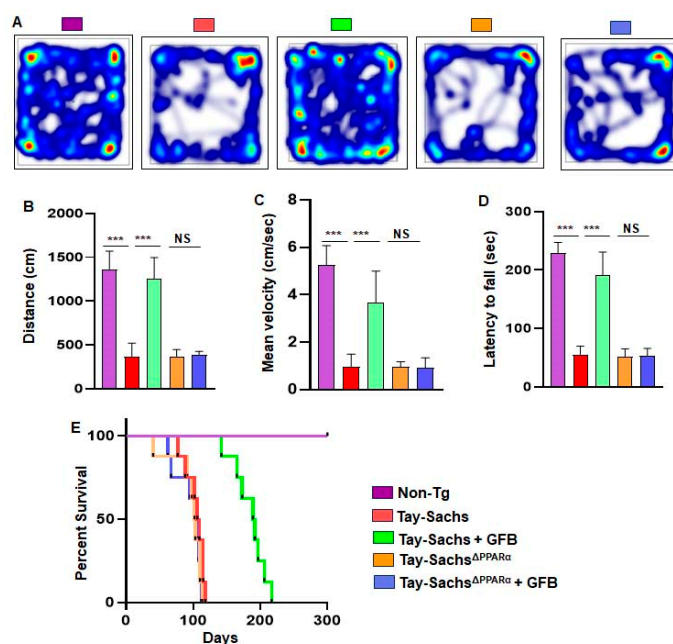 A
B
C
D
2000
1500
1000
500
0
Distance (cm)
*** *** NS
8
6
4
2
0
Mean velocity (cm/sec)
*** *** NS
300
200
100
0
Latency to fall (sec)
*** *** NS
E
100
50
0
Percent Survival
0 100 200 300
Days
Non-Tg
Tay-Sachs
Tay-Sachs + GFB
Tay-Sachs^ΔPPARα
Tay-Sachs^ΔPPARα + GFB